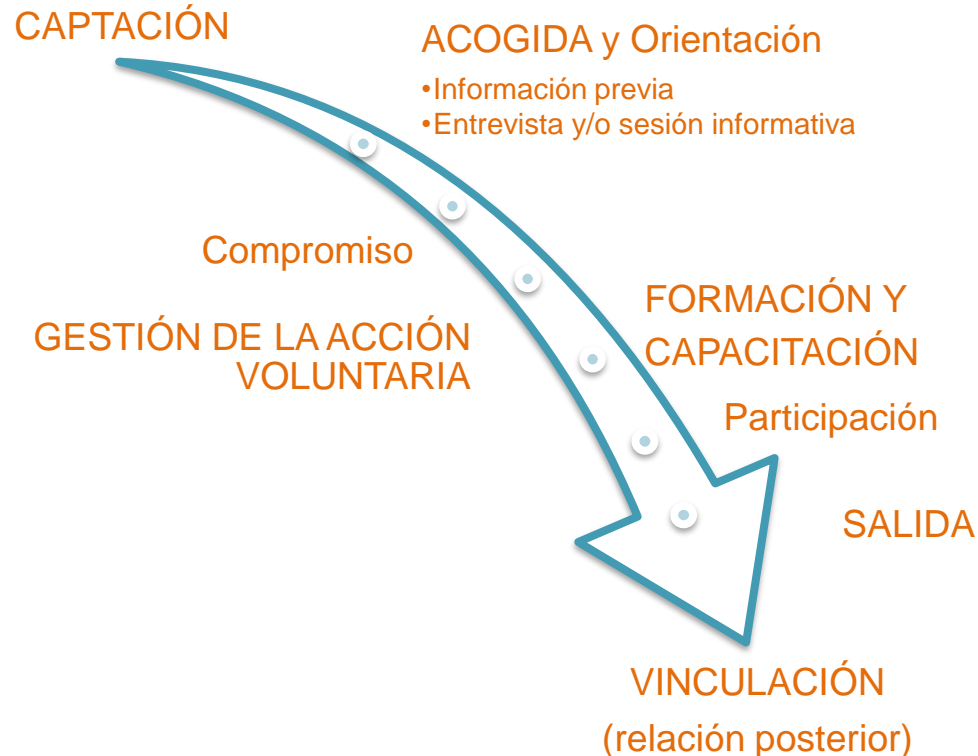 CAPTACIÓN
ACOGIDA y Orientación
•Información previa
•Entrevista y/o sesión informativa
Compromiso
GESTIÓN DE LA ACCIÓN
VOLUNTARIA
FORMACIÓN Y
CAPACITACIÓN
Participación
SALIDA
VINCULACIÓN
(relación posterior)